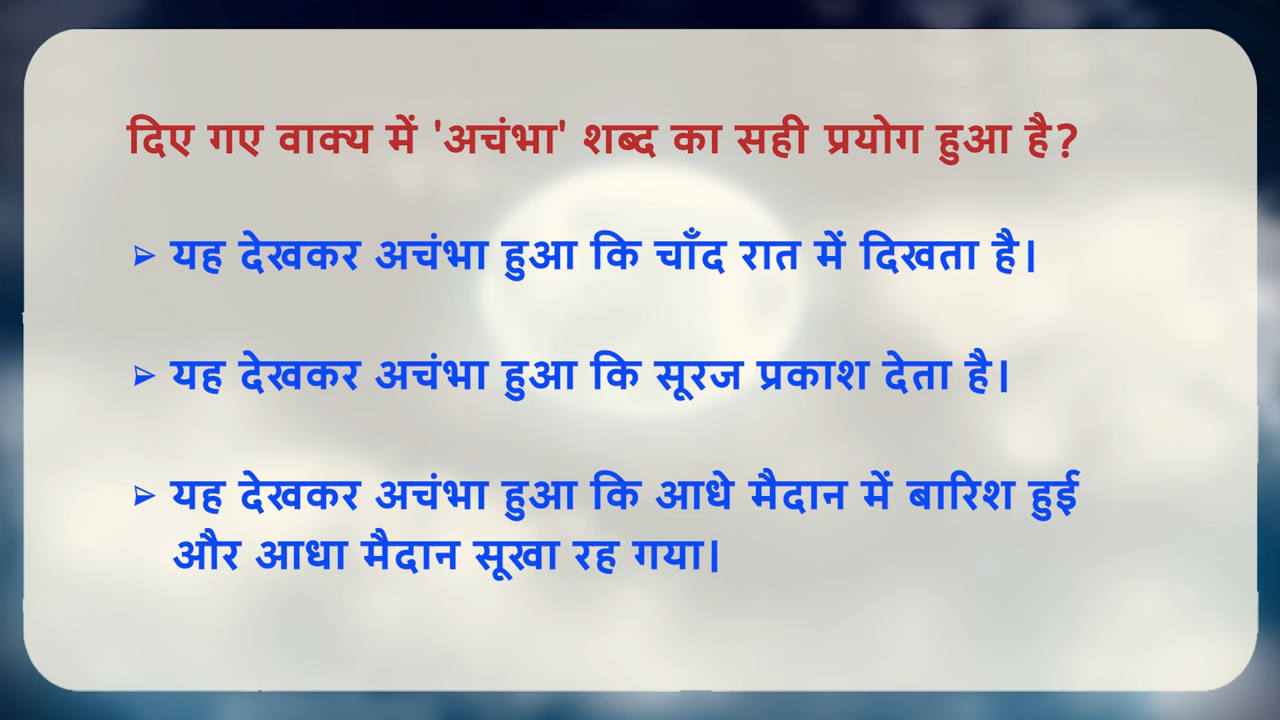 दिए गए वाक्य में 'अचंभा' शब्द का सही प्रयोग हुआ है?
➢ यह देखकर अचंभा हुआ कि चाँद रात में दिखता है।
➢ यह देखकर अचंभा हुआ कि सूरज प्रकाश देता है।
➢ यह देखकर अचंभा हुआ कि आधे मैदान में बारिश हुई
और आधा मैदान सूखा रह गया।